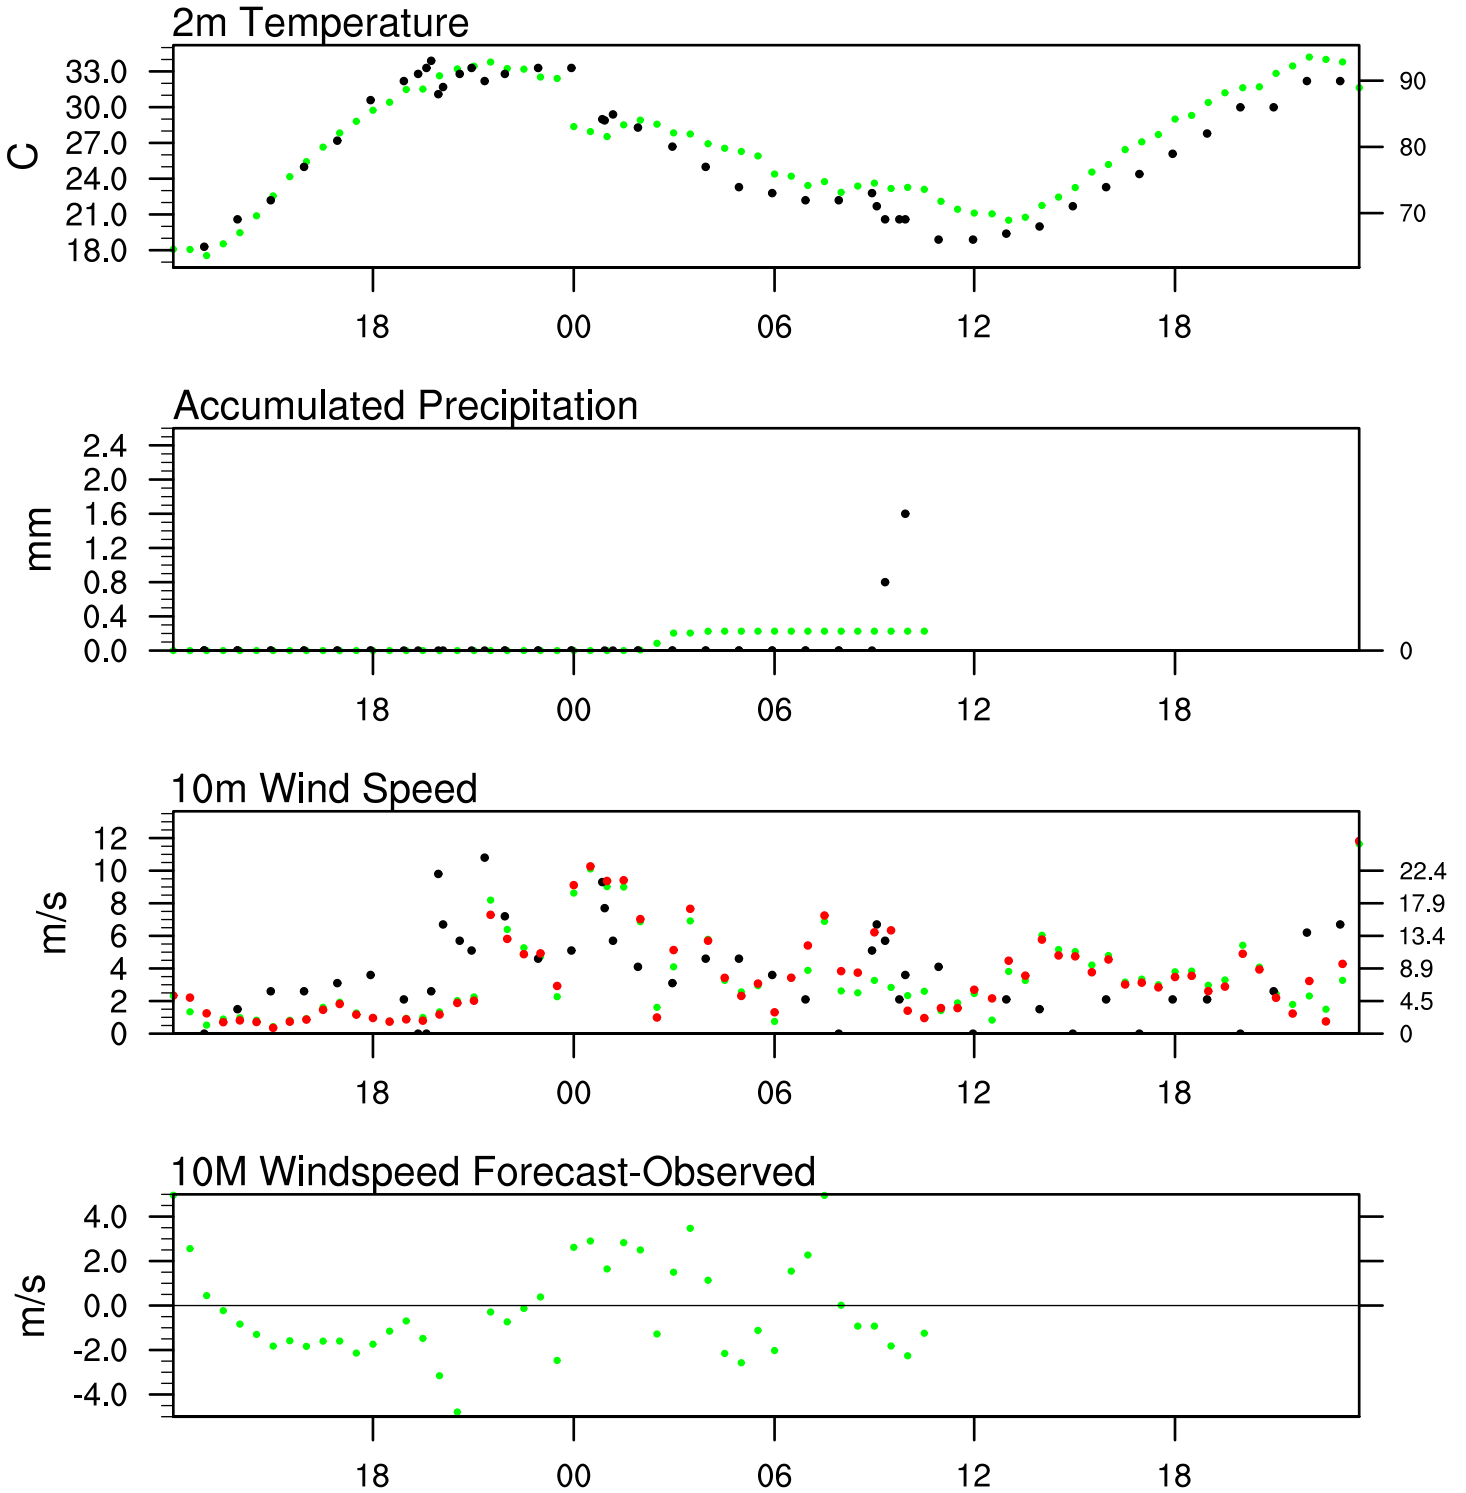 2m Temperature
33.0
30.0
27.0
24.0
21.0
18.0
C
90
80
70
18 00 06 12 18
Accumulated Precipitation
2.4
2.0
1.6
1.2
0.8
0.4
0.0
mm
0
18 00 06 12 18
10m Wind Speed
12
10
8
6
4
2
0
m/s
22.4
17.9
13.4
8.9
4.5
0
18 00 06 12 18
10M Windspeed Forecast-Observed
4.0
2.0
0.0
-2.0
-4.0
m/s
18 00 06 12 18